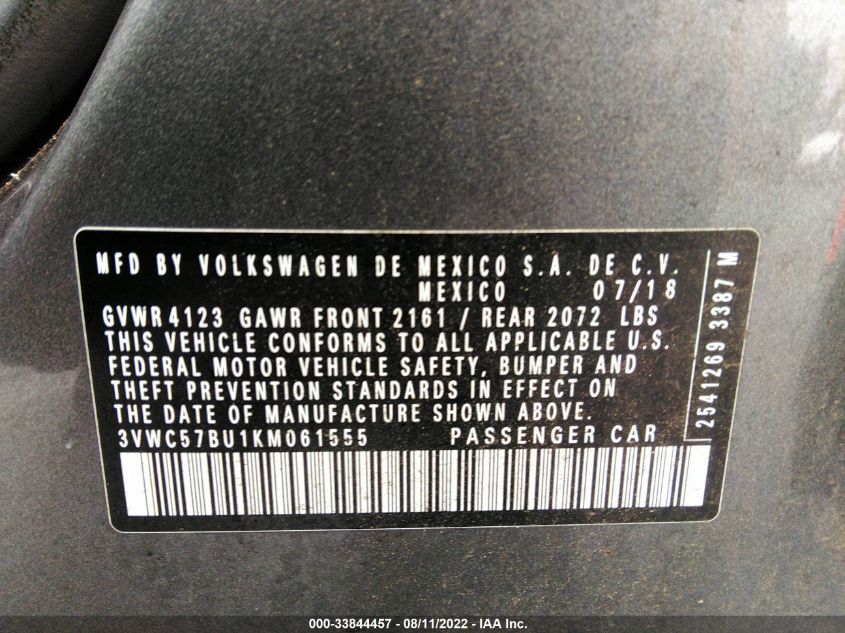 MFD BY VOLKSWAGEN DE MEXICO S.A. DE C.V.
MEXICO 07/18
GVWR 4123 GAWR FRONT 2161 / REAR 2072 LBS
THIS VEHICLE CONFORMS TO ALL APPLICABLE U.S.
FEDERAL MOTOR VEHICLE SAFETY, BUMPER AND
THEFT PREVENTION STANDARDS IN EFFECT ON
THE DATE OF MANUFACTURE SHOWN ABOVE.
3VWC57BU1KM061555 PASSENGER CAR
2541269 3387 M
000-33844457 - 08/11/2022 - IAA Inc.